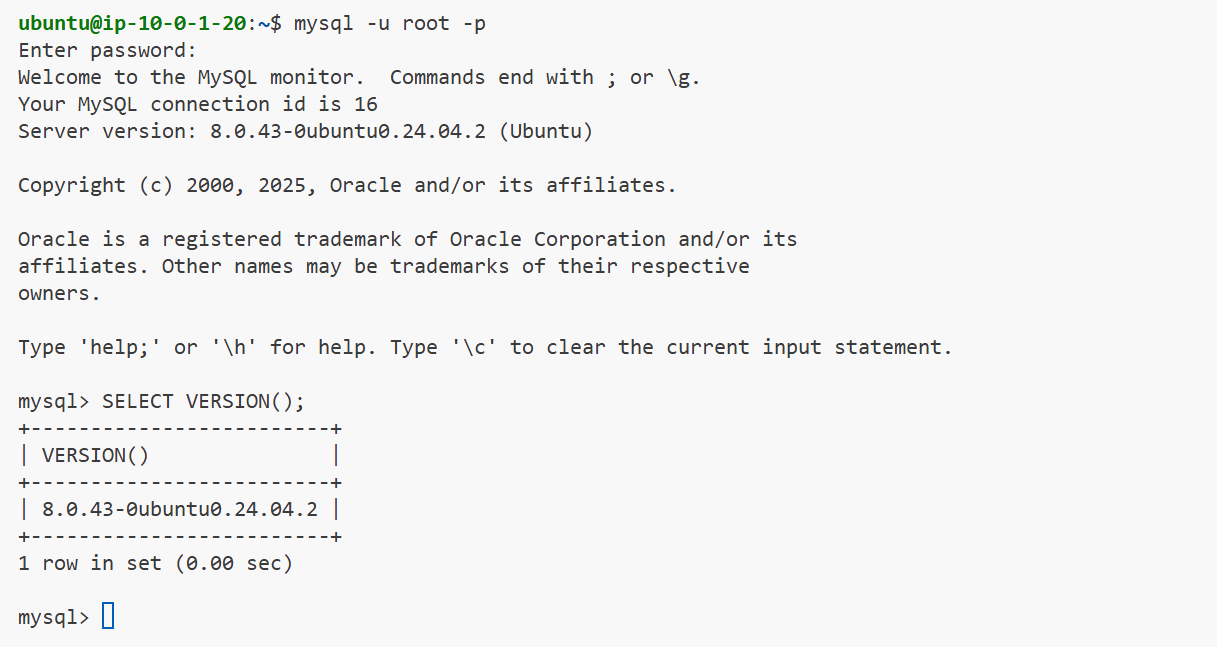 ubuntu@ip-10-0-1-20:~$ mysql -u root -p
Enter password:
Welcome to the MySQL monitor.  Commands end with ; or \g.
Your MySQL connection id is 16
Server version: 8.0.43-0ubuntu0.24.04.2 (Ubuntu)

Copyright (c) 2000, 2025, Oracle and/or its affiliates.

Oracle is a registered trademark of Oracle Corporation and/or its
affiliates. Other names may be trademarks of their respective
owners.

Type 'help;' or '\h' for help. Type '\c' to clear the current input statement.

mysql> SELECT VERSION();
+-------------------------+
| VERSION()               |
+-------------------------+
| 8.0.43-0ubuntu0.24.04.2 |
+-------------------------+
1 row in set (0.00 sec)

mysql>